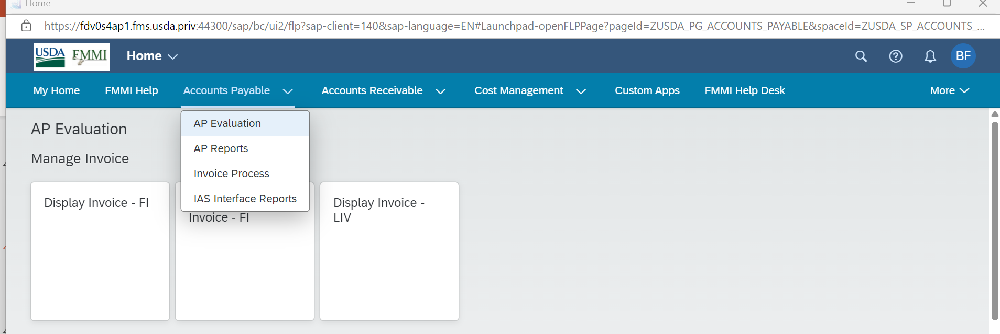 Home
https://fdv0s4ap1.fms.usda.priv:44300/sap/bc/ui2/flp?sap-client=140&sap-language=EN#Launchpad-openFLPPage?pageId=ZUSDA_PG_ACCOUNTS_PAYABLE&spaceId=ZUSDA_SP_ACCOUNTS_...
USDA FMMI Home BF
My Home FMMI Help Accounts Payable Accounts Receivable Cost Management Custom Apps FMMI Help Desk More
AP Evaluation
AP Reports
Invoice Process
IAS Interface Reports
AP Evaluation
Manage Invoice
Display Invoice - FI
Invoice - FI
Display Invoice -
LIV